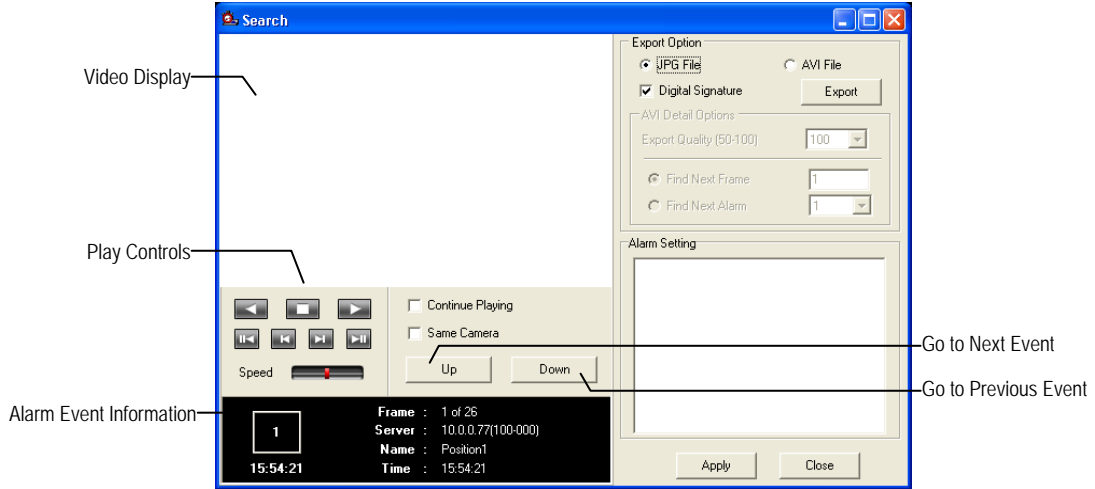 Search
Video Display
Play Controls
Alarm Event Information
Export Option
JPG File
AVI File
Digital Signature
Export
AVI Detail Options
Export Quality (50-100)
100
Find Next Frame
1
Find Next Alarm
1
Alarm Setting
Continue Playing
Same Camera
Up
Down
Speed
Go to Next Event
Go to Previous Event
1
15:54:21
Frame : 1 of 26
Server : 10.0.0.77(100-000)
Name : Position1
Time : 15:54:21
Apply
Close